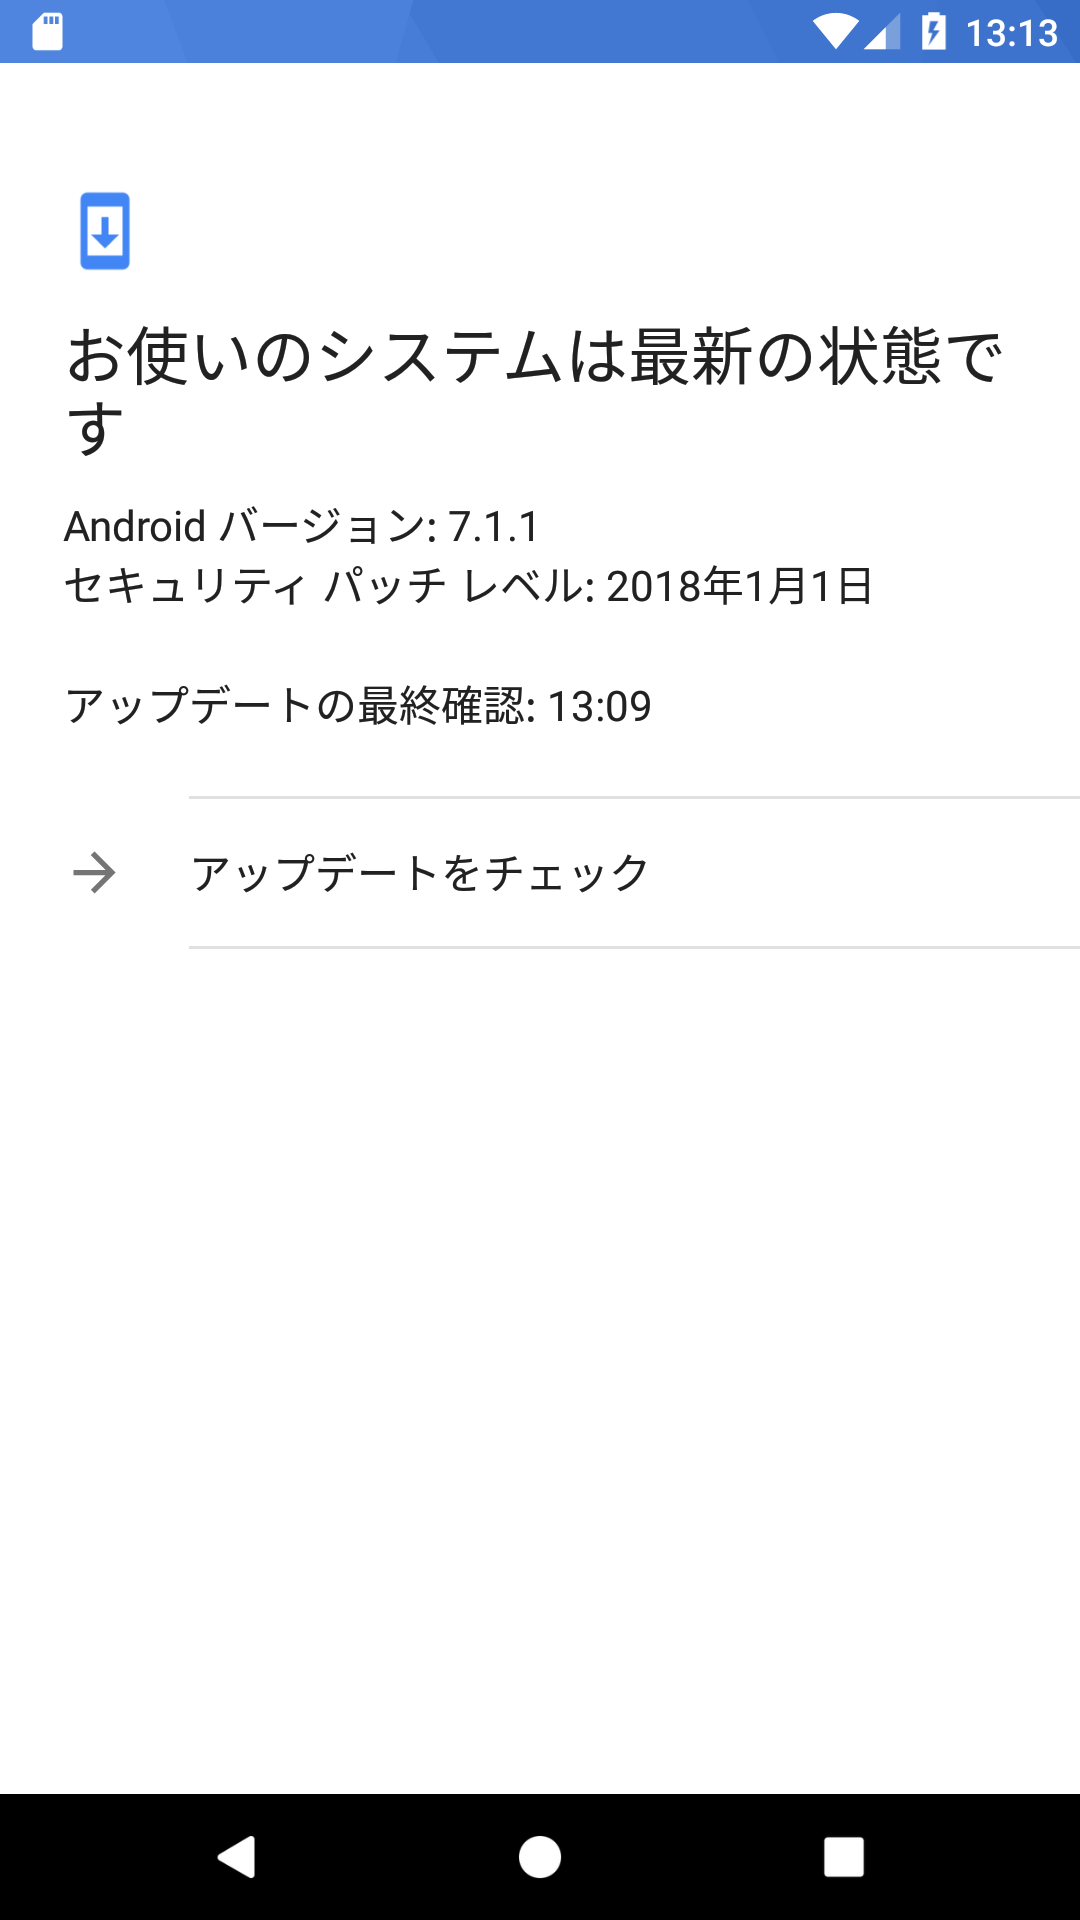 13:13
お使いのシステムは最新の状態で
す
Android バージョン: 7.1.1
セキュリティ パッチ レベル: 2018年1月1日
アップデートの最終確認: 13:09
アップデートをチェック